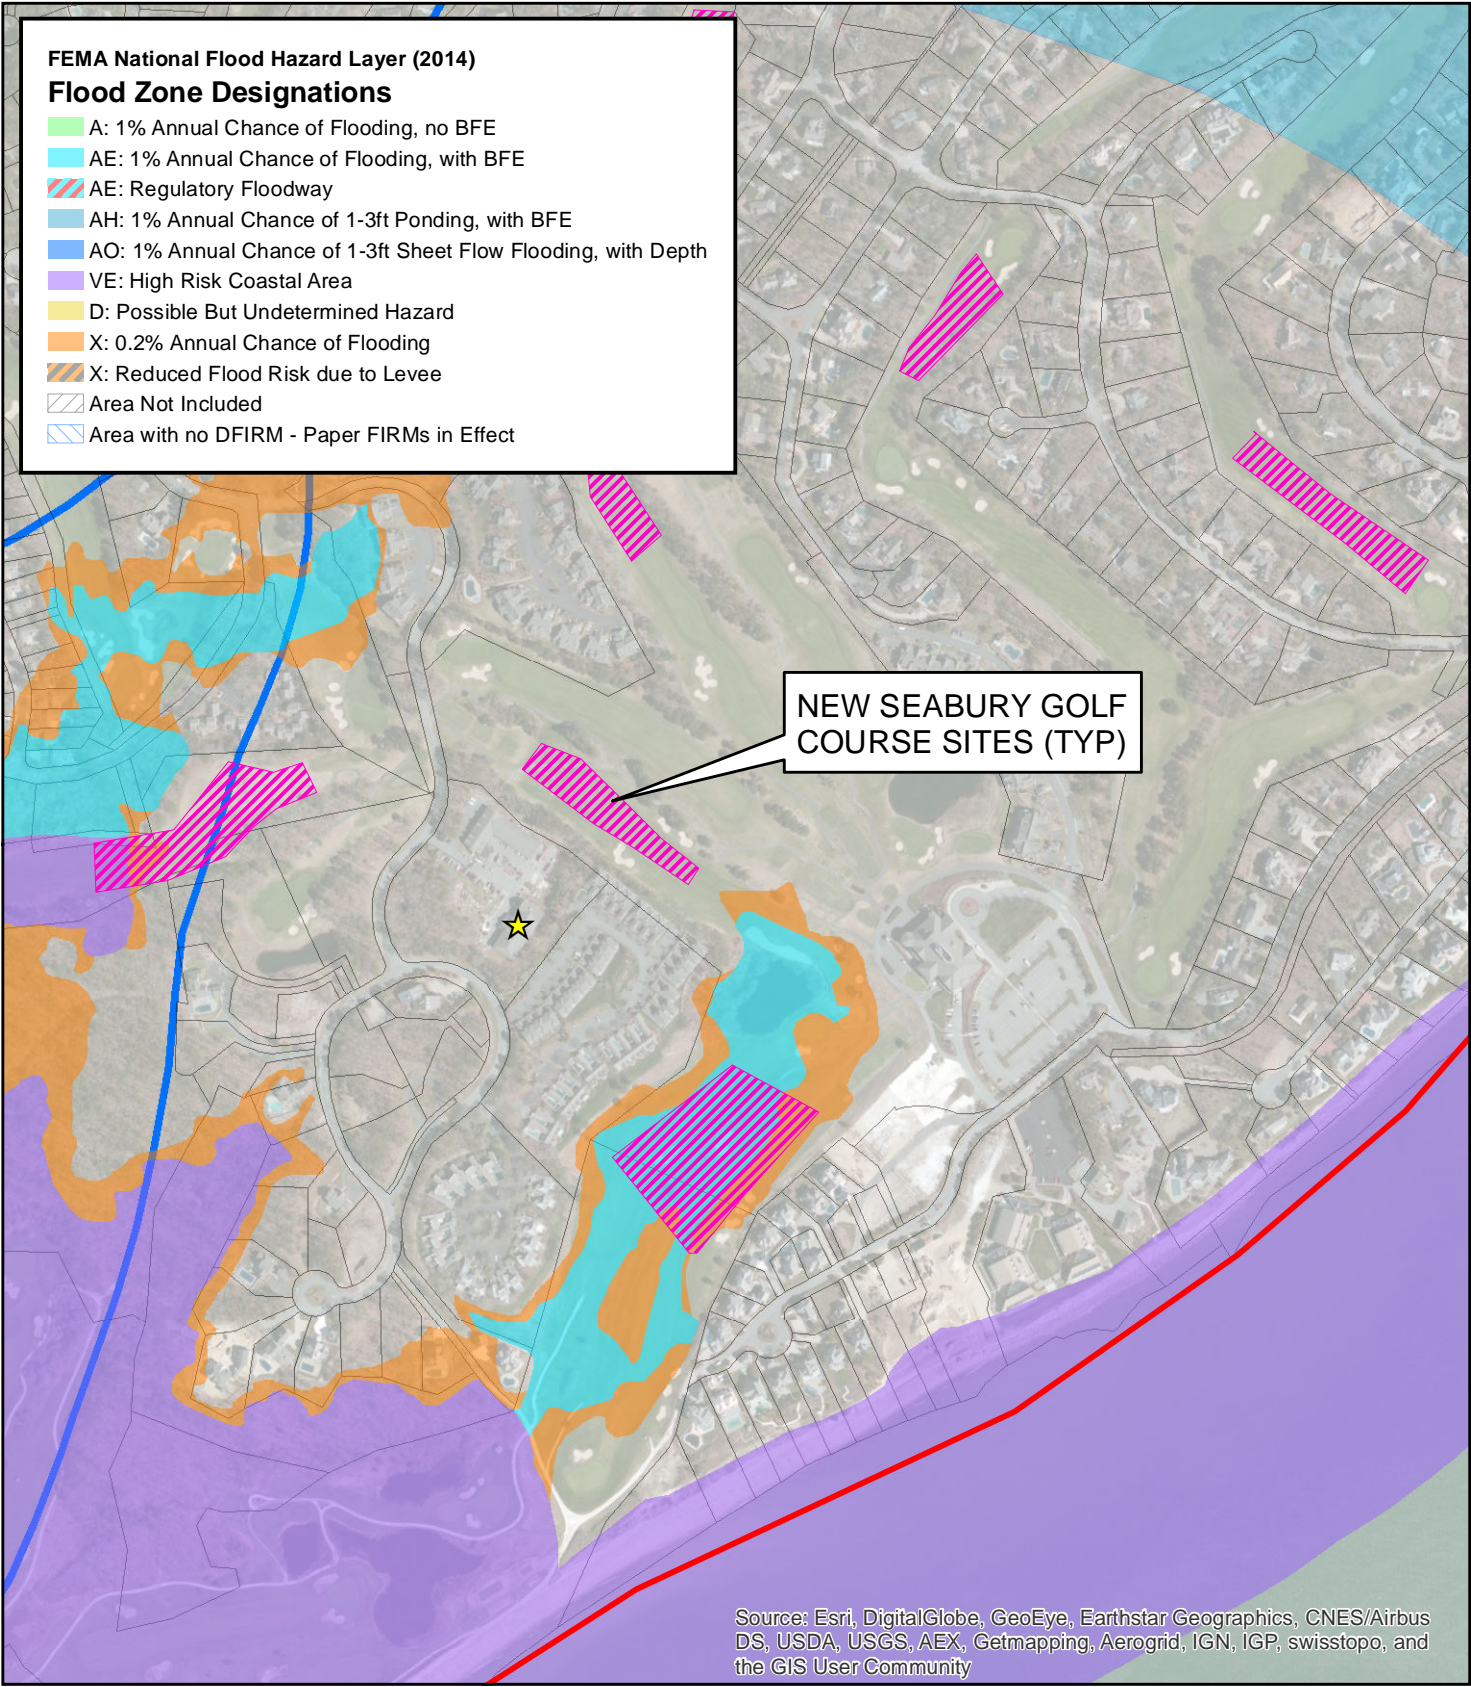 FEMA National Flood Hazard Layer (2014)
Flood Zone Designations
A: 1% Annual Chance of Flooding, no BFE
AE: 1% Annual Chance of Flooding, with BFE
AE: Regulatory Floodway
AH: 1% Annual Chance of 1-3ft Ponding, with BFE
AO: 1% Annual Chance of 1-3ft Sheet Flow Flooding, with Depth
VE: High Risk Coastal Area
D: Possible But Undetermined Hazard
X: 0.2% Annual Chance of Flooding
X: Reduced Flood Risk due to Levee
Area Not Included
Area with no DFIRM - Paper FIRMs in Effect
NEW SEABURY GOLF
COURSE SITES (TYP)
Source: Esri, DigitalGlobe, GeoEye, Earthstar Geographics, CNES/Airbus
DS, USDA, USGS, AEX, Getmapping, Aerogrid, IGN, IGP, swisstopo, and
the GIS User Community